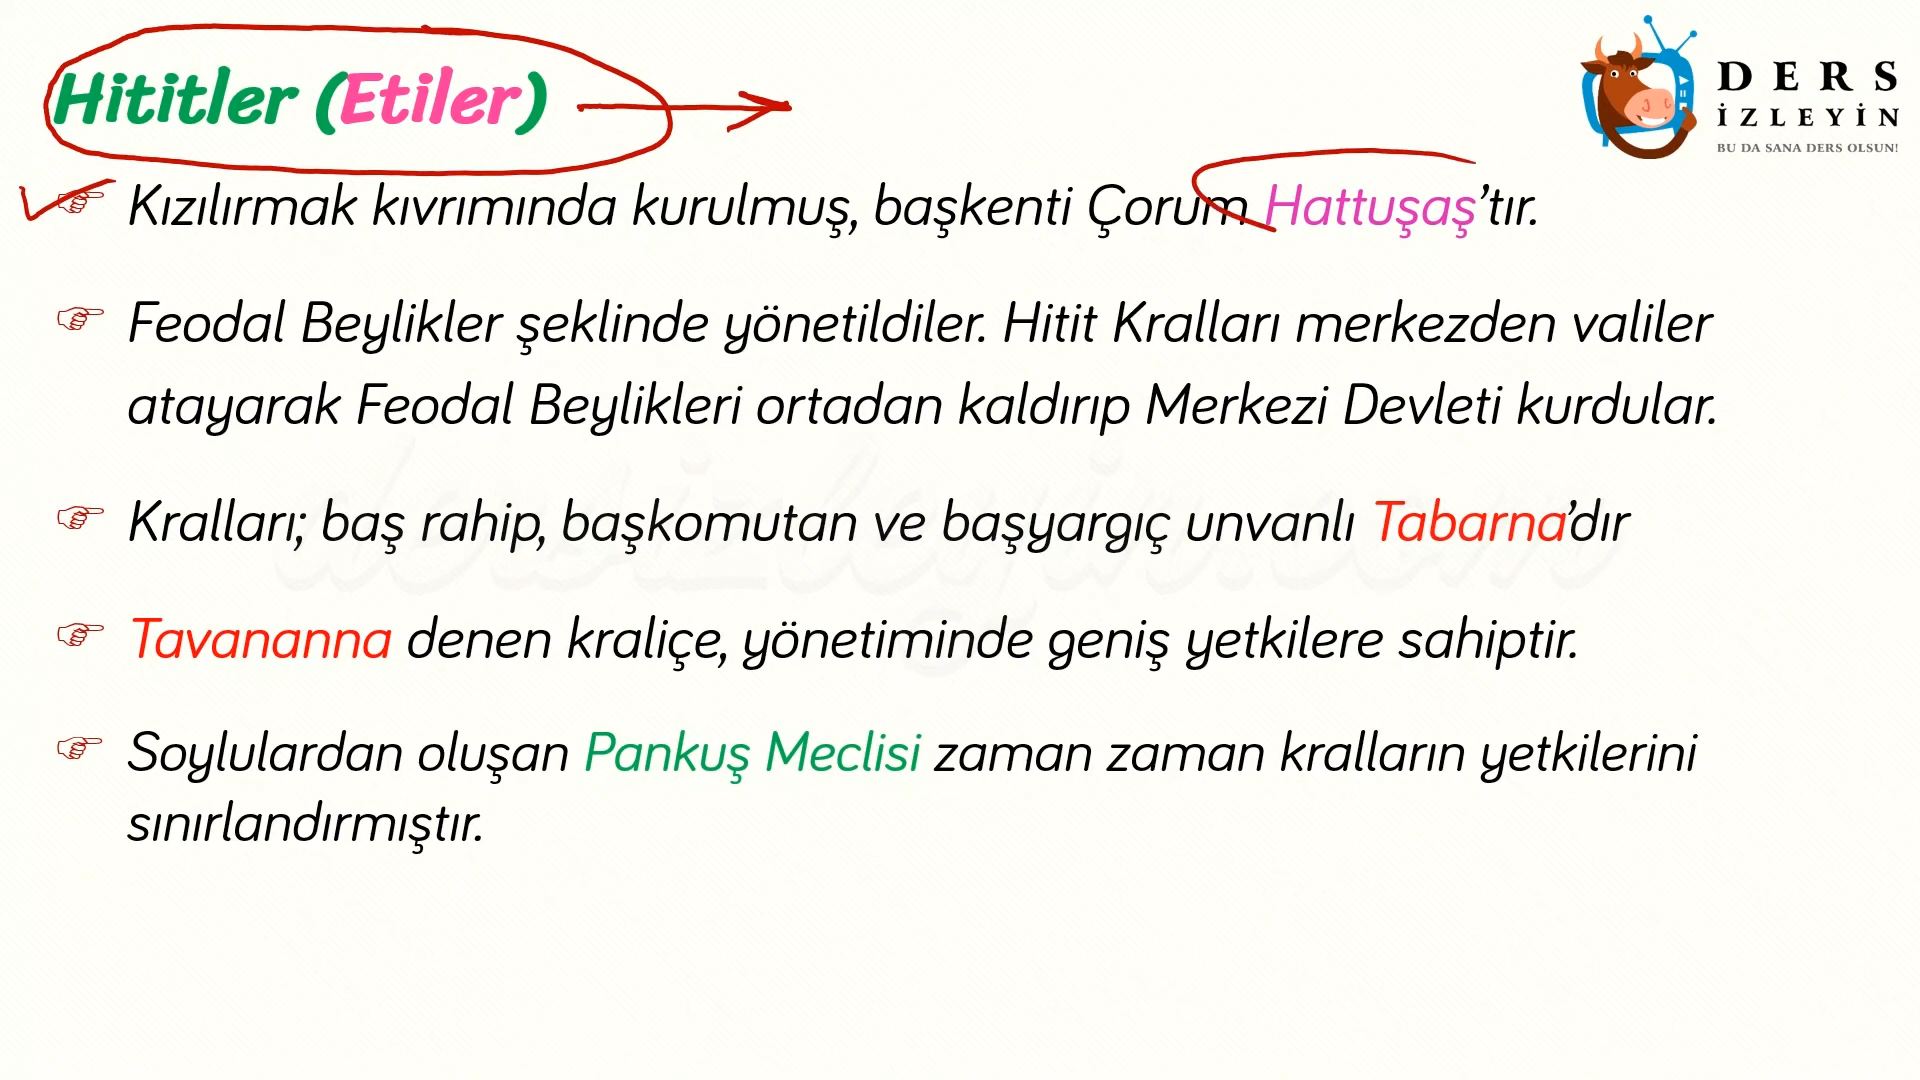 Hititler (Etiler)
DERS
İZLEYİN
BU DA SANA DERS OLSUN!
Kızılırmak kıvrımında kurulmuş, başkenti Çorum Hattuşaş’tır.
Feodal Beylikler şeklinde yönetildiler. Hitit Kralları merkezden valiler
atayarak Feodal Beylikleri ortadan kaldırıp Merkezi Devleti kurdular.
Kralları; baş rahip, başkomutan ve başyargıç unvanlı Tabarna’dır
Tavananna denen kraliçe, yönetiminde geniş yetkilere sahiptir.
Soylulardan oluşan Pankuş Meclisi zaman zaman kralların yetkilerini
sınırlandırmıştır.
dersizleyin.com